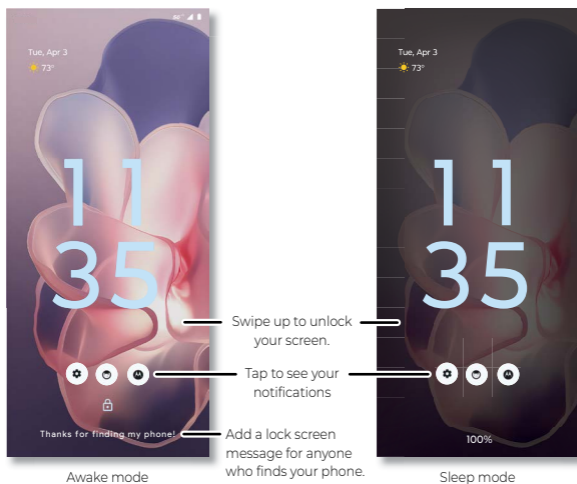 Tue, Apr 3
73°
11
35
Thanks for finding my phone!
Awake mode
Swipe up to unlock
your screen.
Tap to see your
notifications
Add a lock screen
message for anyone
who finds your phone.
Tue, Apr 3
73°
11
35
100%
Sleep mode